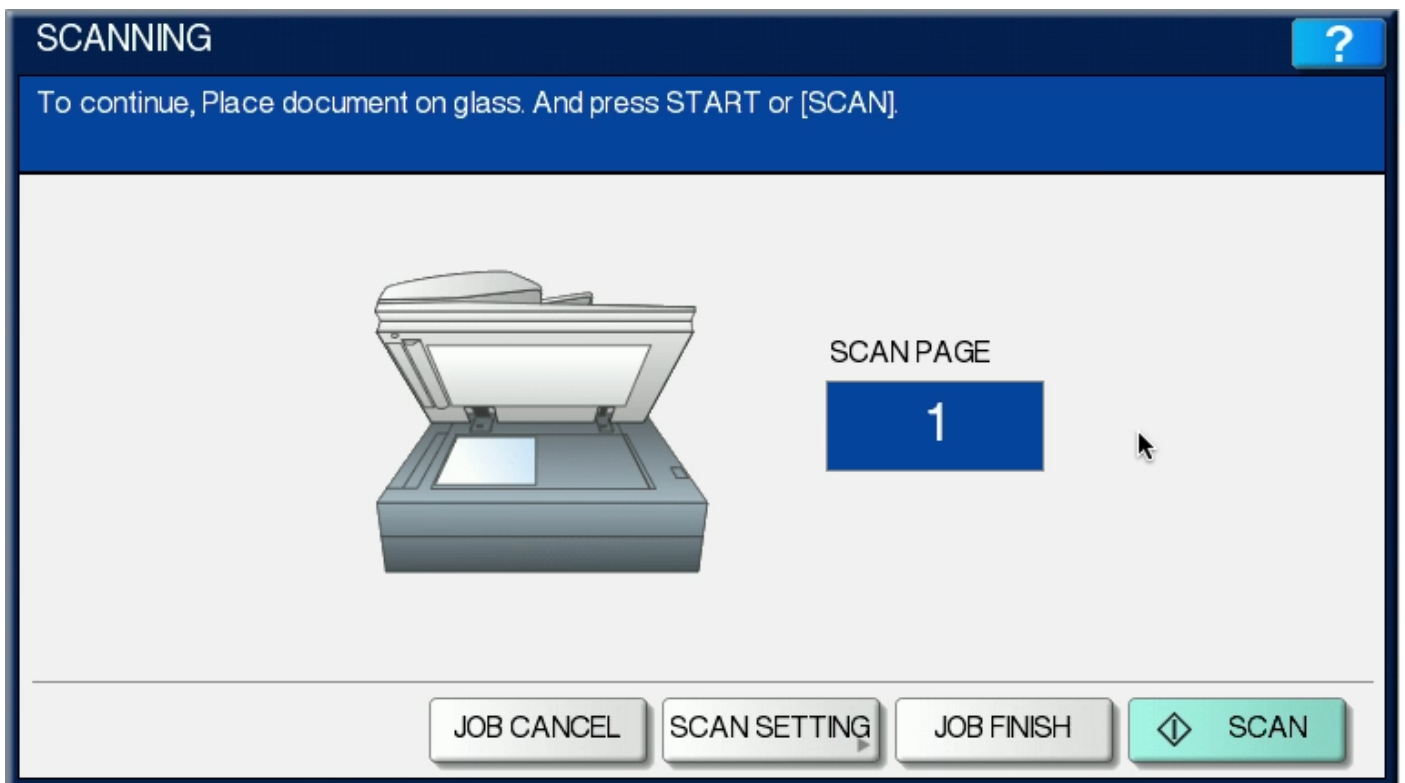 SCANNING
?
To continue, Place document on glass. And press START or [SCAN].
SCAN PAGE
1
JOB CANCEL
SCAN SETTING
JOB FINISH
SCAN